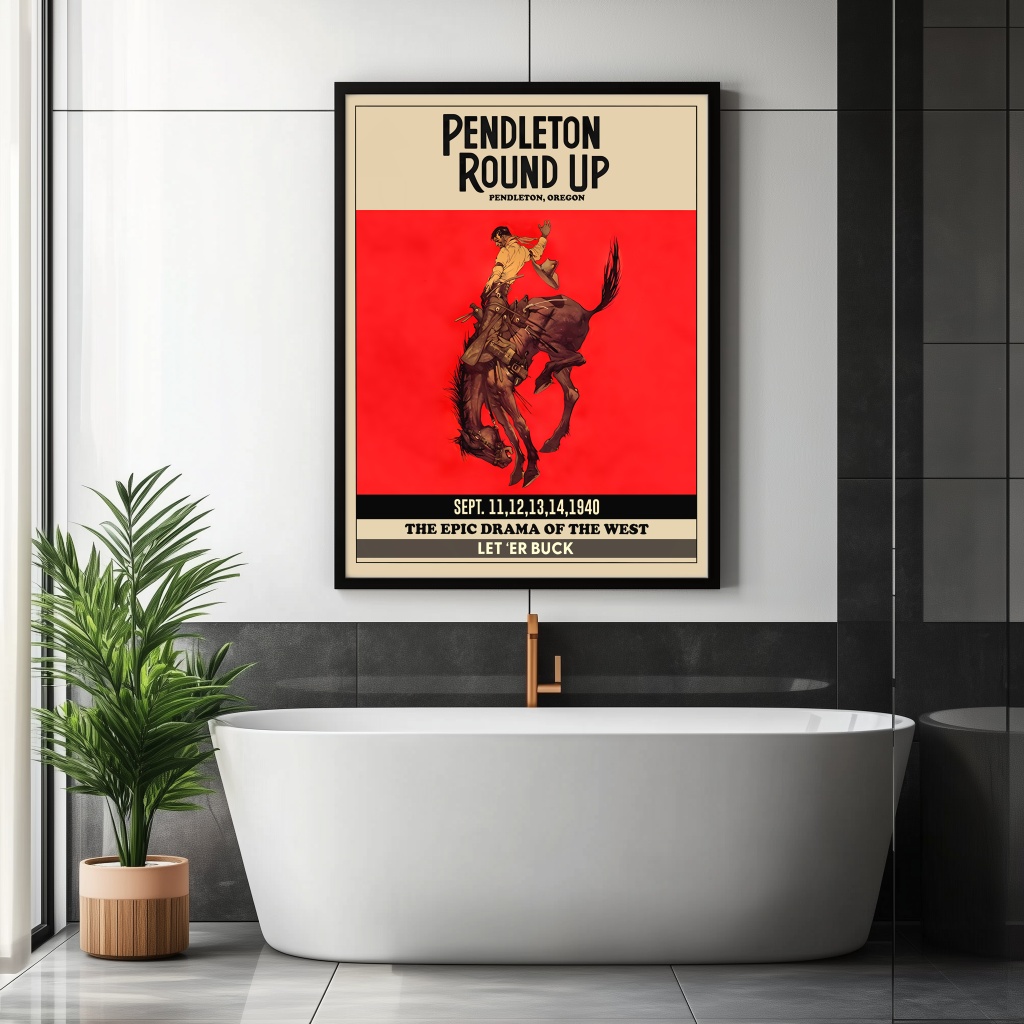 PENDLETON
ROUND UP
PENDLETON, OREGON
SEPT. 11,12,13,14,1940
THE EPIC DRAMA OF THE WEST
LET ‘ER BUCK